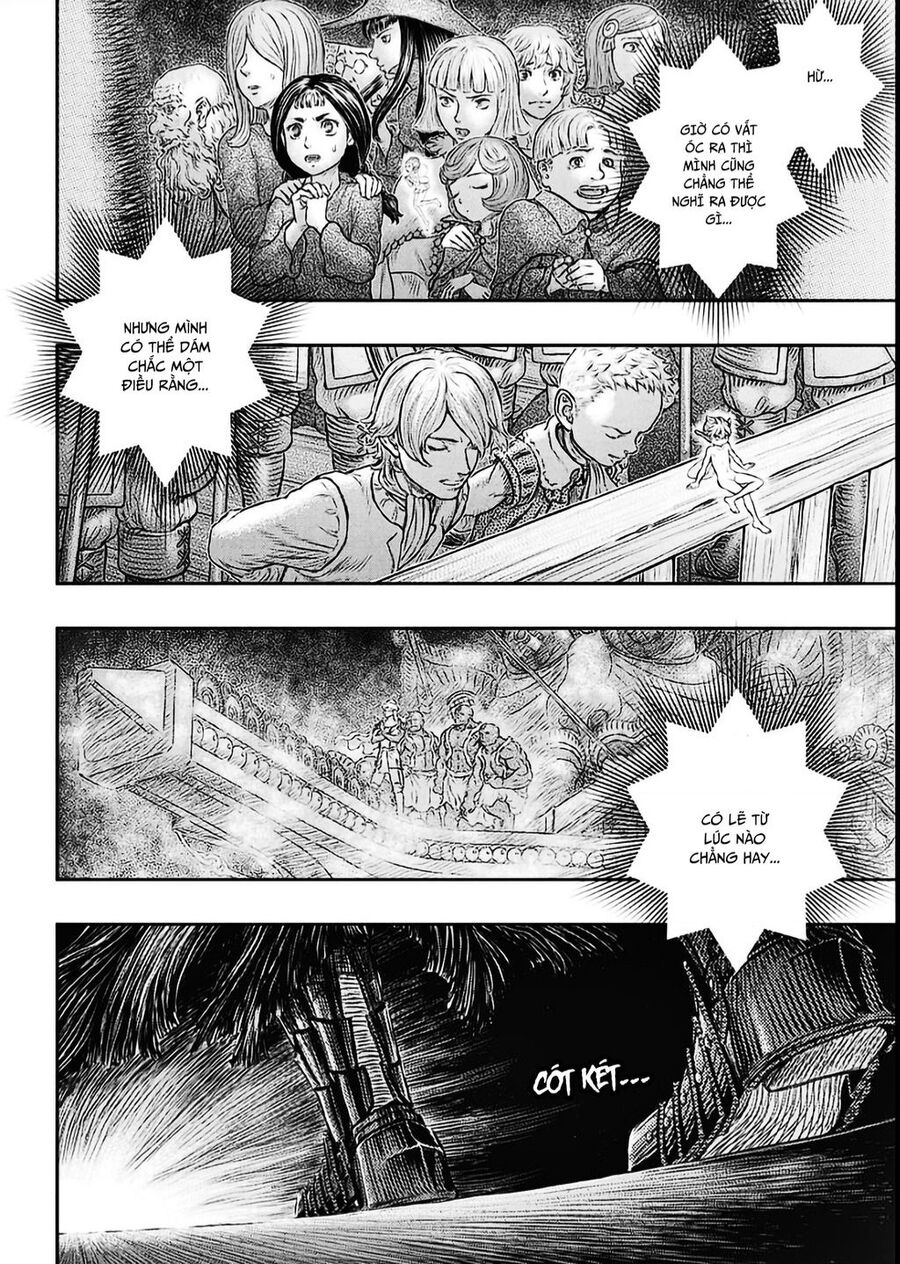 HỪ...
GIỜ CÓ VẮT
ÓC RA THÌ
MÌNH CŨNG
CHẲNG THỂ
NGHĨ RA ĐƯỢC
GÌ...
NHƯNG MÌNH
CÓ THỂ DÁM
CHẮC MỘT
ĐIỀU RẰNG...
CÓ LẼ TỪ
LÚC NÀO
CHẲNG HAY...
CÓT KÉT...